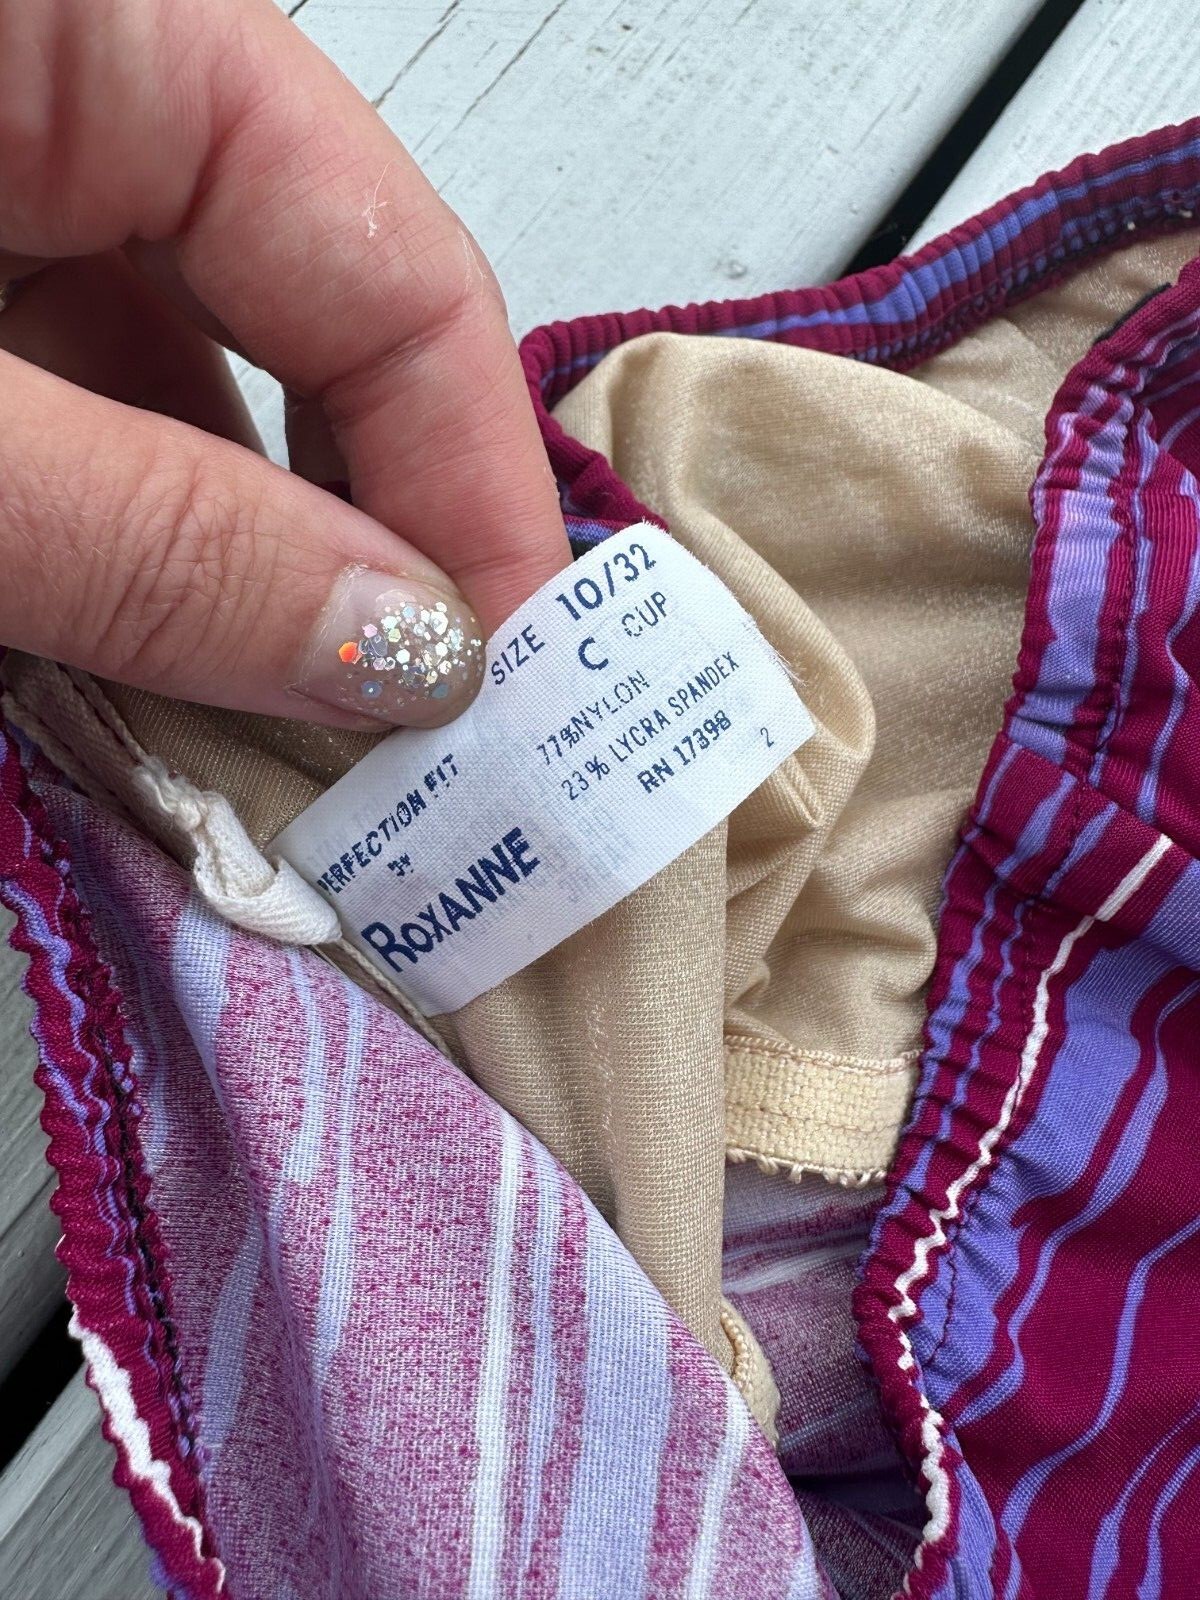 SIZE 10/32
C CUP
77%NYLON
23% LYCRA SPANDEX
RN 17398 2
PERFECTION FIT
BY
ROXANNE